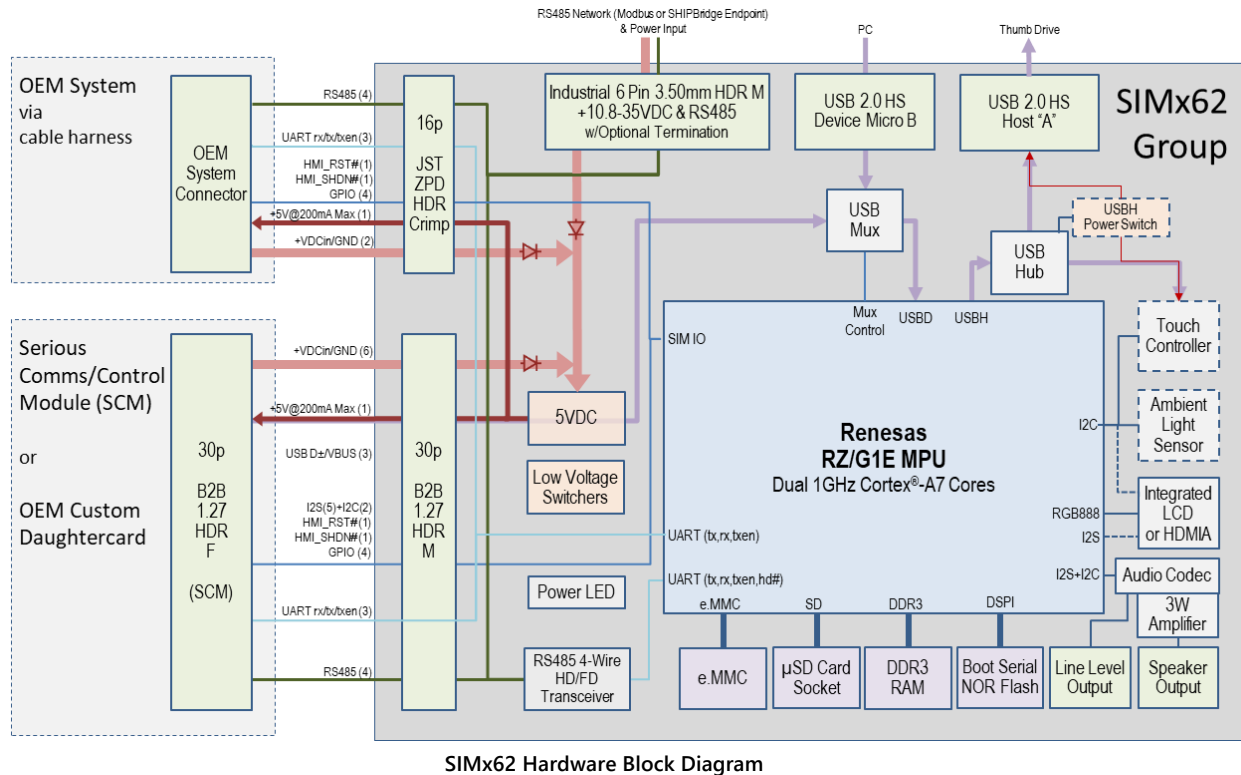 RS485 Network (Modbus or SHIPBridge Endpoint)
& Power Input
PC
Thumb Drive
OEM System
via
cable harness
OEM
System
Connector
RS485 (4)
UART rx/tx/txen (3)
HMI_RST# (1)
HMI_SHDN# (1)
GPIO (4)
+5V@200mA Max (1)
+VDCin/GND (2)
16p
JST
ZPD
HDR
Crimp
Industrial 6 Pin 3.50mm HDR M
+10.8-35VDC & RS485
w/Optional Termination
USB 2.0 HS
Device Micro B
USB 2.0 HS
Host “A”
SIMx62
Group
USB
Mux
USBH
Power Switch
USB
Hub
Mux
Control
USBD
USBH
SIM IO
Touch
Controller
Serious
Comms/Control
Module (SCM)
or
OEM Custom
Daughtercard
30p
B2B
1.27
HDR
F
(SCM)
+VDCin/GND (6)
+5V@200mA Max (1)
USB D±/VBUS (3)
I2S(5)+I2C(2)
HMI_RST# (1)
HMI_SHDN# (1)
GPIO (4)
UART rx/tx/txen (3)
RS485 (4)
30p
B2B
1.27
HDR
M
5VDC
Low Voltage
Switchers
Power LED
RS485 4-Wire
HD/FD
Transceiver
Renesas
RZ/G1E MPU
Dual 1GHz Cortex®-A7 Cores
I2C
Ambient
Light
Sensor
RGB888
I2S
Integrated
LCD
or HDMIA
UART (tx,rx,txen)
UART (tx,rx,txen,hd#)
I2S+I2C
Audio Codec
3W
Amplifier
e.MMC
SD
DDR3
DSPI
e.MMC
µSD Card
Socket
DDR3
RAM
Boot Serial
NOR Flash
Line Level
Output
Speaker
Output
SIMx62 Hardware Block Diagram